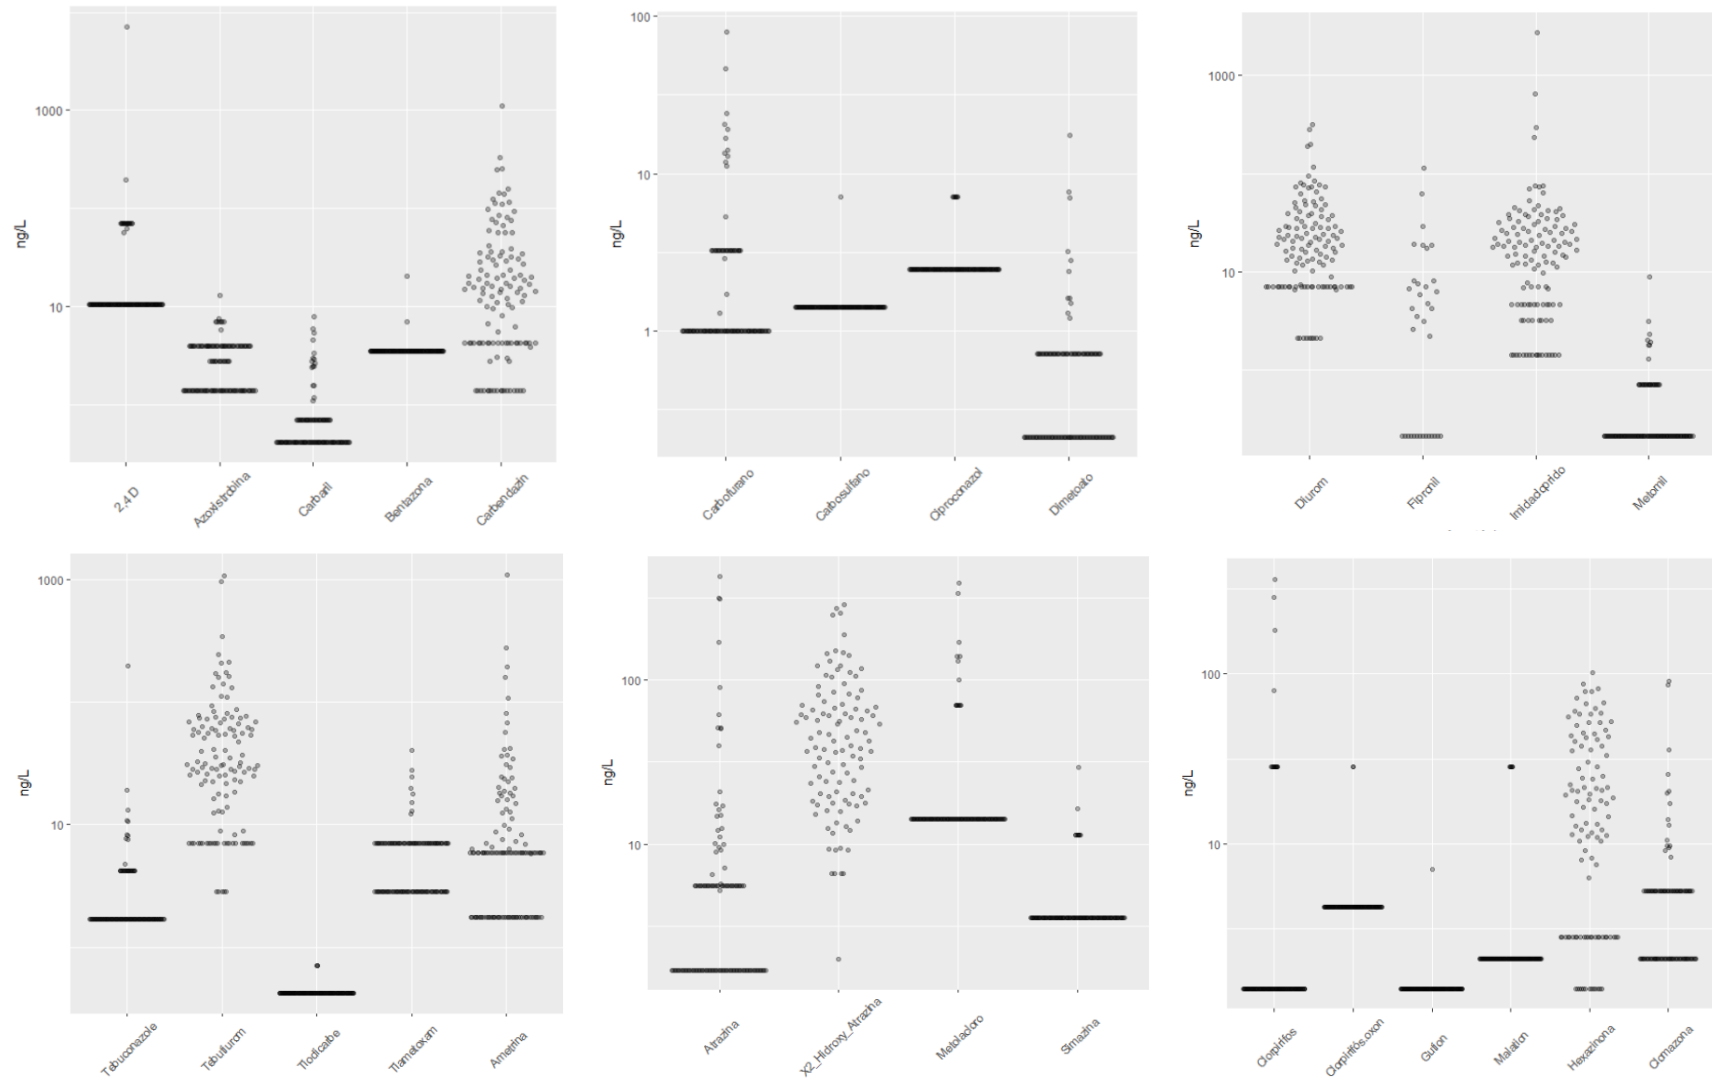 1000
10
ng/L
2,4 D
Azoxistrobina
Carbaril
Bentazona
Carbendazin
100
10
1
ng/L
Carbofurano
Carbosulfano
Ciproconazol
Dimetoato
1000
10
ng/L
Diurom
Fipronil
Imidacloprido
Metomil
1000
10
ng/L
Tebuconazole
Tebutiurom
Tiodicarbe
Tiametoxam
Ametrina
100
10
ng/L
Atrazina
X2_Hidroxy_Atrazina
Metolacloro
Simazina
100
10
ng/L
Clorpirifos
Clorpirifós.oxon
Gution
Malation
Hexazinona
Clomazona